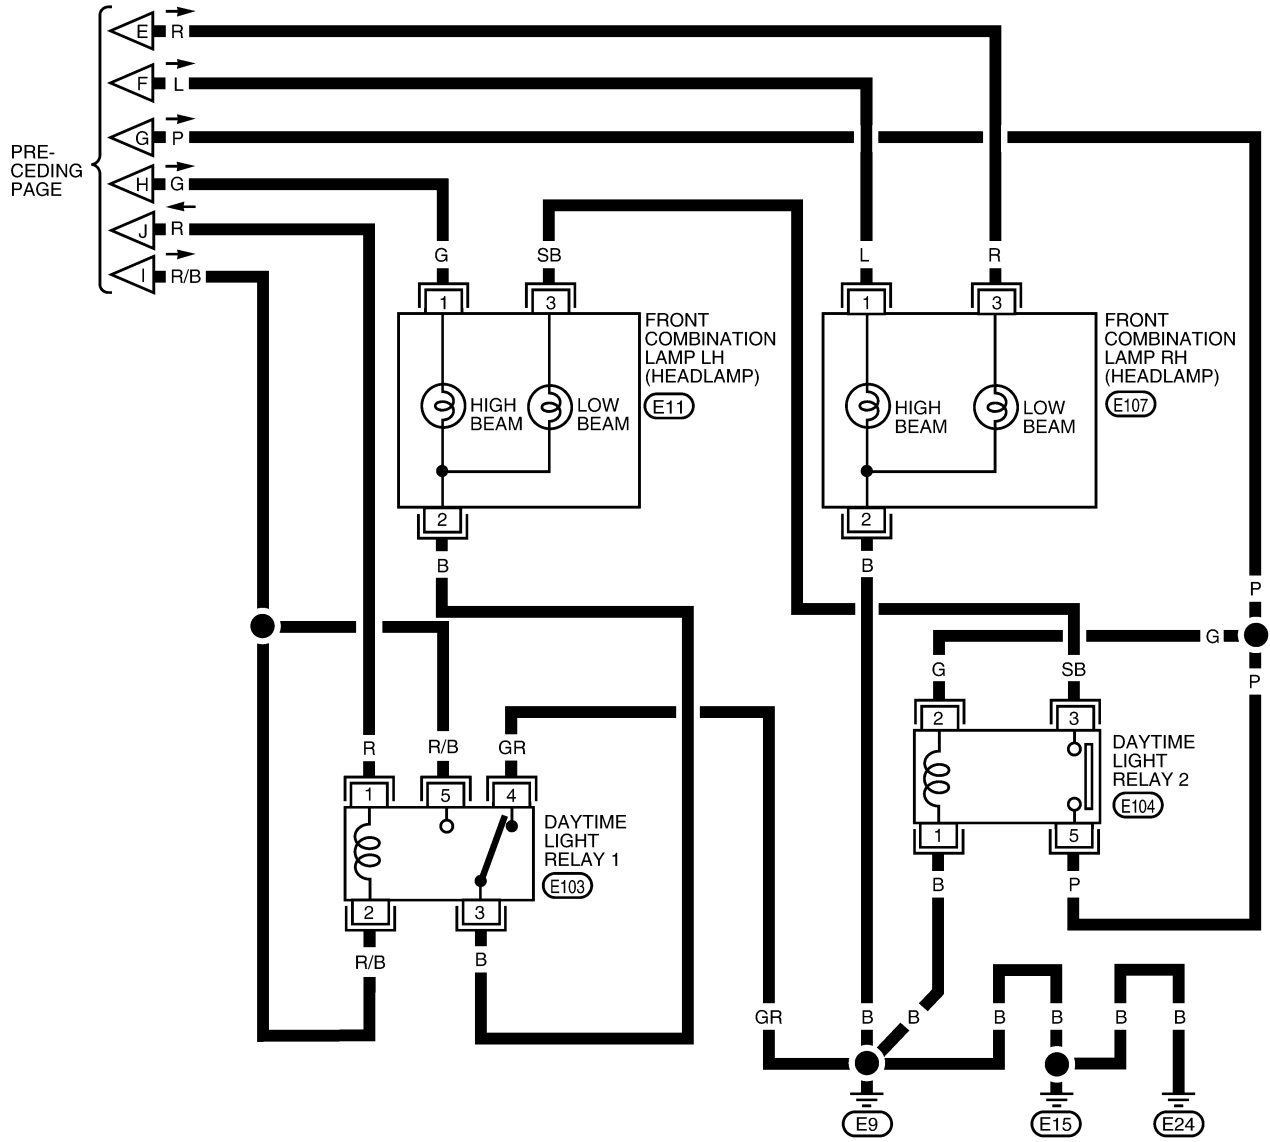 E R
F L
G P
PRE-
CEDING
PAGE
H G
J R
I R/B
G SB L R
1 3 1 3
FRONT
COMBINATION
LAMP LH
(HEADLAMP)
E11
FRONT
COMBINATION
LAMP RH
(HEADLAMP)
E107
HIGH
BEAM
LOW
BEAM
HIGH
BEAM
LOW
BEAM
2 2
B B
P
G
G SB P
2 3
R R/B GR
DAYTIME
LIGHT
RELAY 2
E104
1 5 4
1 5
DAYTIME
LIGHT
RELAY 1
E103
B P
2 3
R/B B
GR B B B B B B
E9 E15 E24